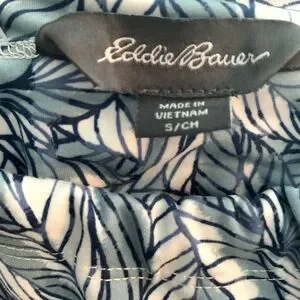 Eddie Bauer
MADE IN
VIETNAM
S/CH